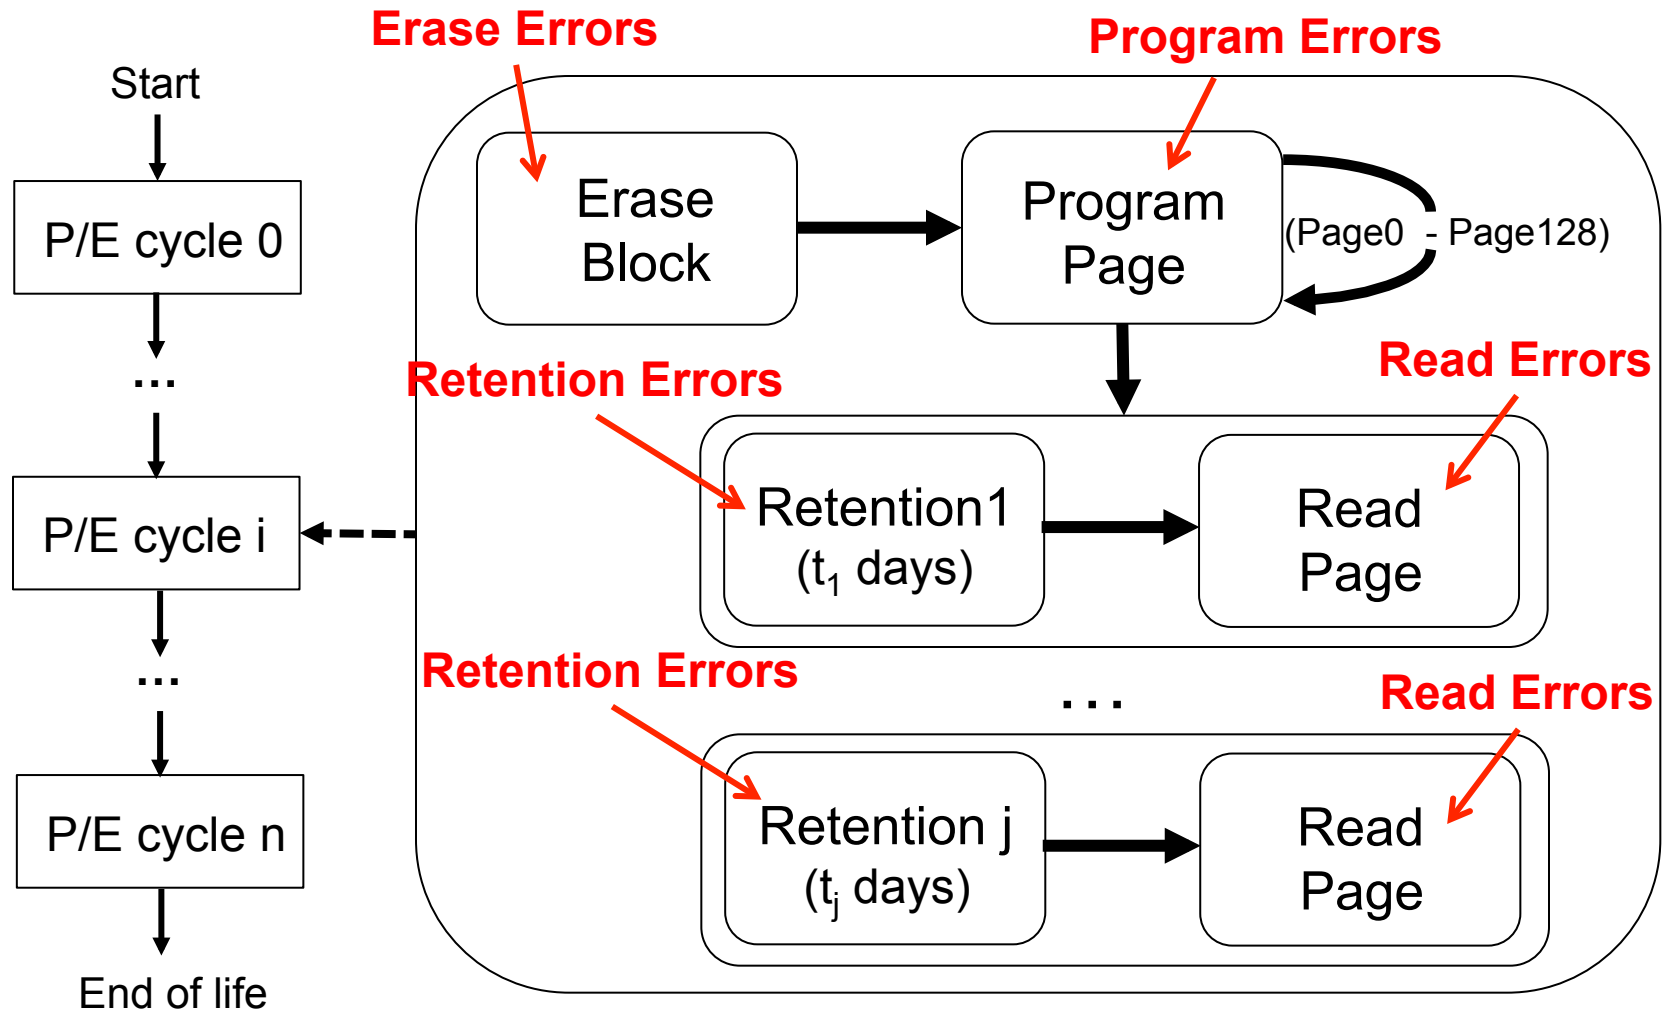 Start
P/E cycle 0
...
P/E cycle i
...
P/E cycle n
End of life
Erase Errors
Program Errors
Erase
Block
Program
Page
(Page0 - Page128)
Retention Errors
Read Errors
Retention1
(t1 days)
Read
Page
Retention Errors
...
Read Errors
Retention j
(tj days)
Read
Page